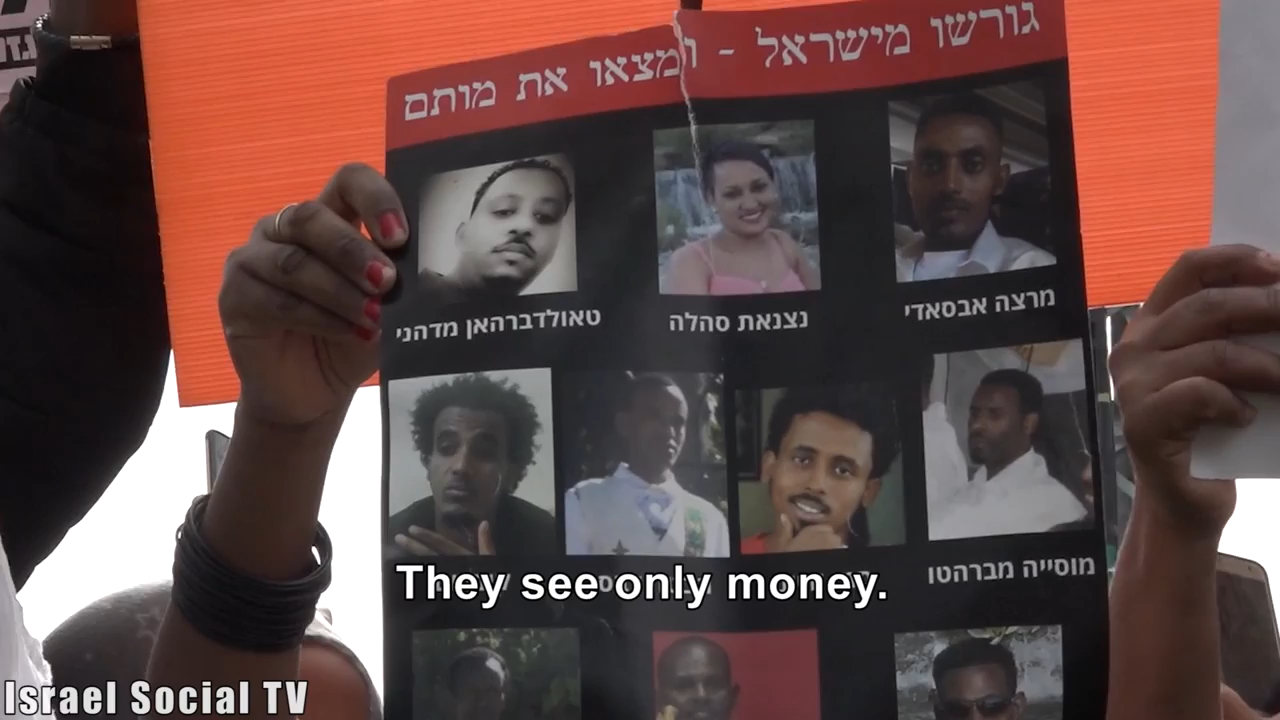 גורשו מישראל - ומצאו את מותם
מרצה אבסאדי
נצנאת סהלה
טאולדברהאן מדהני
מוסייה מברהטו
They see only money.
Israel Social TV